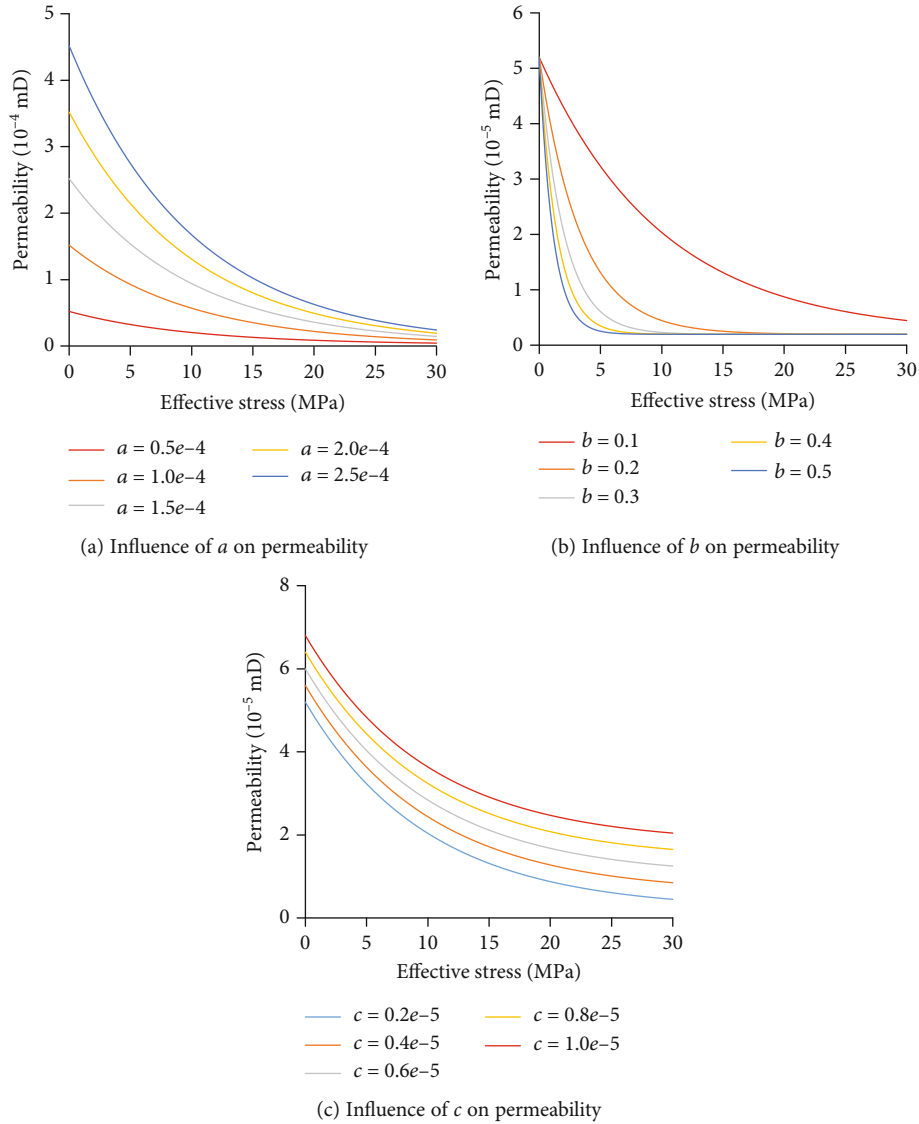 5
4
3
2
1
0
Permeability (10⁻⁴ mD)
0 5 10 15 20 25 30
Effective stress (MPa)
a = 0.5e–4
a = 1.0e–4
a = 1.5e–4
a = 2.0e–4
a = 2.5e–4
(a) Influence of a on permeability
6
5
4
3
2
1
0
Permeability (10⁻⁵ mD)
0 5 10 15 20 25 30
Effective stress (MPa)
b = 0.1
b = 0.2
b = 0.3
b = 0.4
b = 0.5
(b) Influence of b on permeability
8
6
4
2
0
Permeability (10⁻⁵ mD)
0 5 10 15 20 25 30
Effective stress (MPa)
c = 0.2e–5
c = 0.4e–5
c = 0.6e–5
c = 0.8e–5
c = 1.0e–5
(c) Influence of c on permeability